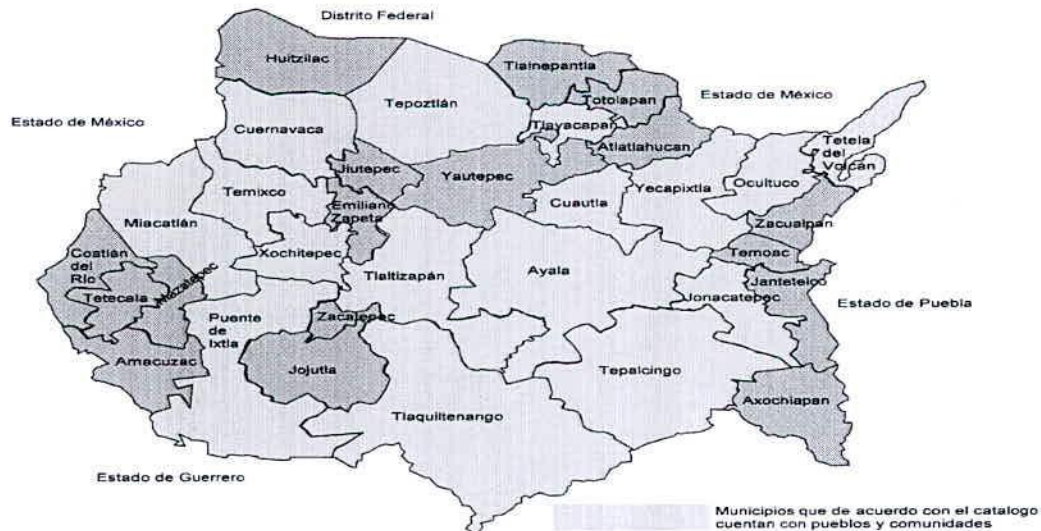 Distrito Federal
Huitzilac
Tlalnepantla
Totolapan
Estado de México
Tepoztlán
Estado de México
Cuernavaca
Tlayacapan
Atlatlahucan
Tetela
del
Volcán
Jiutepec
Yautepec
Yecapixtla
Ocuituco
Temixco
Emiliano
Zapata
Cuautla
Miacatlán
Zacualpan
Xochitepec
Temoac
Coatlán
del
Río
Tlaltizapán
Ayala
Jantetelco
Mazatepec
Tetecala
Jonacatepec
Estado de Puebla
Puente
de
Ixtla
Zacatepec
Amacuzac
Jojutla
Tepalcingo
Axochiapan
Tlaquiltenango
Estado de Guerrero
Municipios que de acuerdo con el catalogo
cuentan con pueblos y comunidades